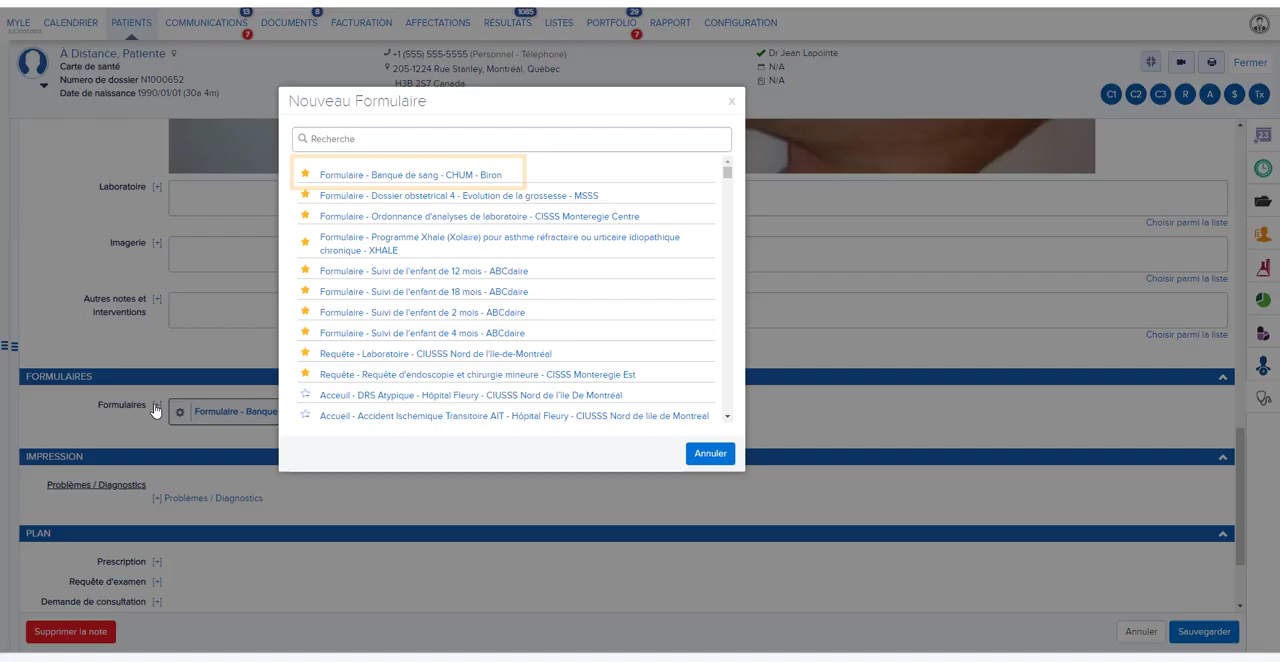 MYLE CALENDRIER PATIENTS COMMUNICATIONS 13 7 DOCUMENTS 8 FACTURATION AFFECTATIONS RÉSULTATS 1085 LISTES PORTFOLIO 29 7 RAPPORT CONFIGURATION
À Distance, Patiente
Carte de santé
Numero de dossier N1000652
Date de naissance 1990/01/01 (30a 4m)
+1 (555) 555-5555 (Personnel - Téléphone)
205-1224 Rue Stanley, Montréal, Québec
H3B 2S7 Canada
Dr Jean Lapointe
N/A
N/A
Fermer
C1 C2 C3 R A $ Tx
23
Nouveau Formulaire x
Recherche
Formulaire - Banque de sang - CHUM - Biron
Formulaire - Dossier obstetrical 4 - Evolution de la grossesse - MSSS
Formulaire - Ordonnance d'analyses de laboratoire - CISSS Monteregie Centre
Formulaire - Programme Xhale (Xolaire) pour asthme réfractaire ou urticaire idiopathique
chronique - XHALE
Formulaire - Suivi de l'enfant de 12 mois - ABCdaire
Formulaire - Suivi de l'enfant de 18 mois - ABCdaire
Formulaire - Suivi de l'enfant de 2 mois - ABCdaire
Formulaire - Suivi de l'enfant de 4 mois - ABCdaire
Requête - Laboratoire - CIUSSS Nord de l'île-de-Montréal
Requête - Requête d'endoscopie et chirurgie mineure - CISSS Monteregie Est
Acceuil - DRS Atypique - Hôpital Fleury - CIUSSS Nord de l'île De Montréal
Accueil - Accident Ischémique Transitoire AIT - Hôpital Fleury - CIUSSS Nord de lile de Montreal
Annuler
Laboratoire [+]
Choisir parmi la liste
Imagerie [+]
Choisir parmi la liste
Autres notes et [+]
Interventions
Choisir parmi la liste
FORMULAIRES
Formulaires
Formulaire - Banque
IMPRESSION
Problèmes / Diagnostics
[+] Problèmes / Diagnostics
PLAN
Prescription [+]
Requête d'examen [+]
Demande de consultation [+]
Supprimer la note
Annuler
Sauvegarder